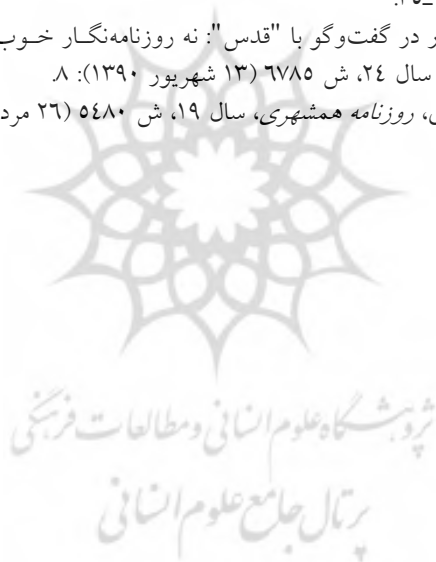 ـ٣٥.
ر در گفت‌وگو با "قدس": نه روزنامه‌نگـار خـوب
سال ٢٤، ش ٦٧٨٥ (١٣ شهریور ١٣٩٠): ٨.
ی، روزنامه همشهری، سال ١٩، ش ٥٤٨٠ (٢٦ مرد
پژوهشگاه علوم انسانی و مطالعات فرهنگی
پرتال جامع علوم انسانی